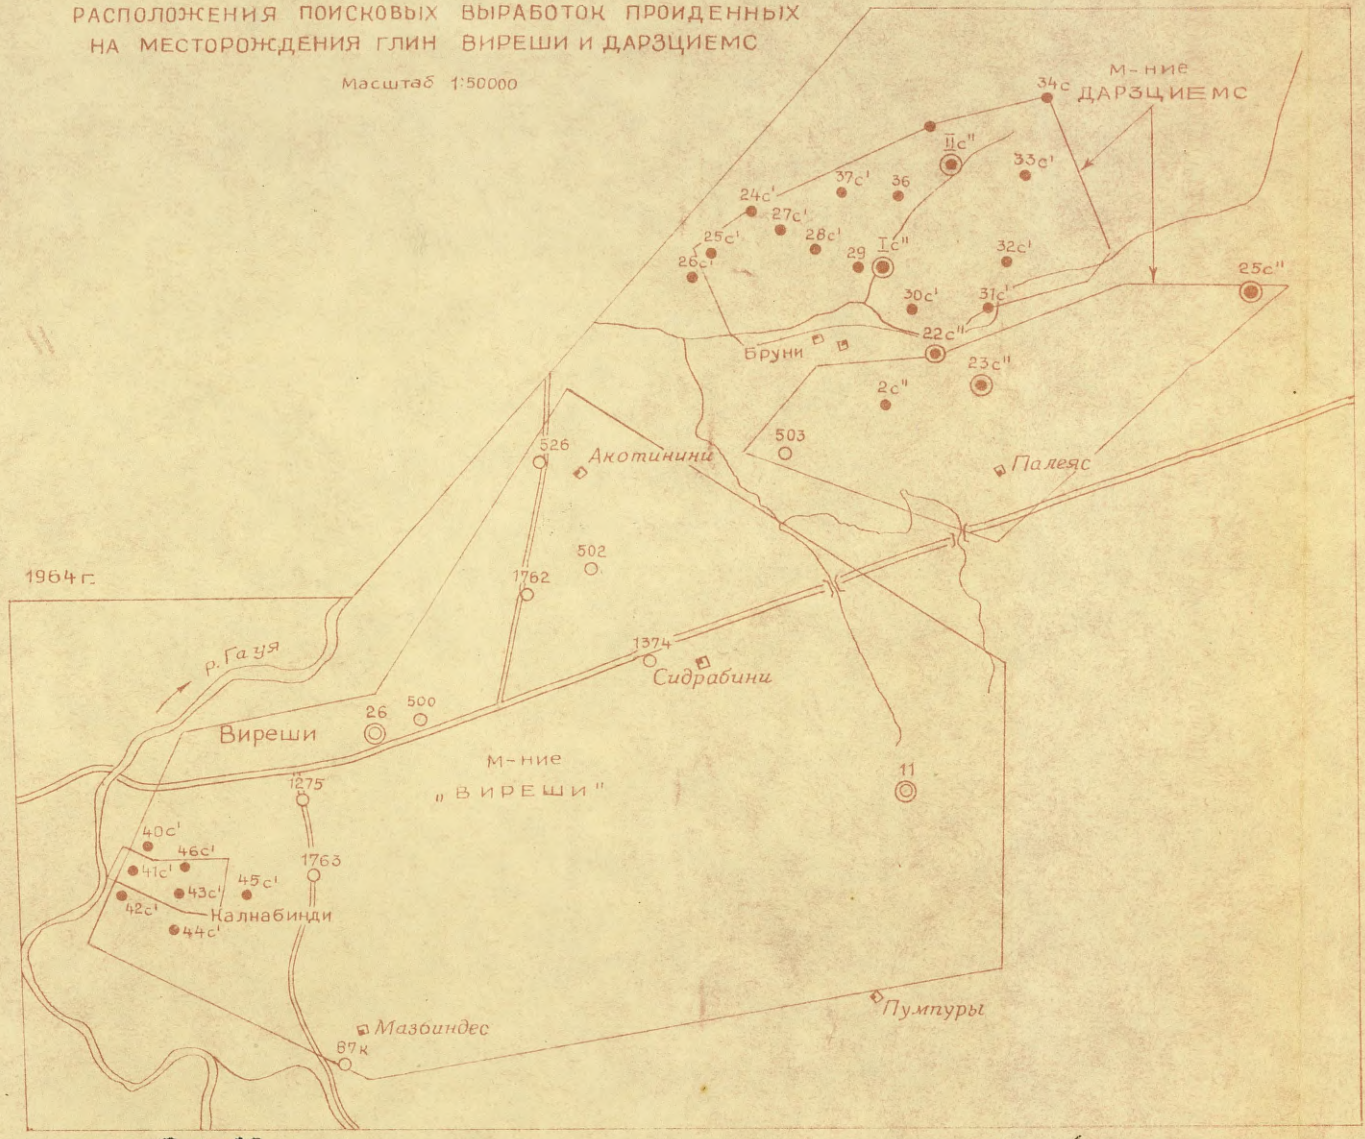 РАСПОЛОЖЕНИЯ ПОИСКОВЫХ ВЫРАБОТОК ПРОИДЕННЫХ
НА МЕСТОРОЖДЕНИЯ ГЛИН ВИРЕШИ И ДАРЗЦИЕМС
Масштаб 1:50000
М-ние
ДАРЗЦИЕМС
34с
IIс"
33с'
37с'
36
24с'
27с'
28с'
25с'
26с'
29
Iс"
32с'
25с"
30с'
31с'
22с"
Бруни
23с"
2с"
503
526
Акотинини
Палеяс
502
1762
1964г.
1374
Сидрабини
р.Гауя
500
26
Виреши
М-ние
„ВИРЕШИ"
11
1275
40с'
46с'
41с'
1763
43с'
45с'
42с'
Налнабинди
44с'
Пумпуры
Мазбиндес
67к